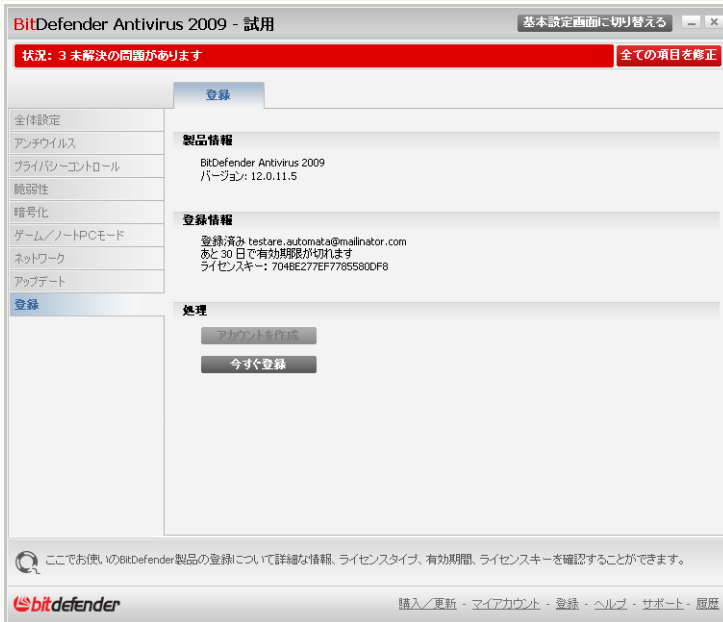 BitDefender Antivirus 2009 - 試用
基本設定画面に切り替える
状況: 3 未解決の問題があります
全ての項目を修正
登録
全体設定
アンチウイルス
プライバシーコントロール
脆弱性
暗号化
ゲーム／ノートPCモード
ネットワーク
アップデート
登録
製品情報
BitDefender Antivirus 2009
バージョン: 12.0.11.5
登録情報
登録済み testare.automata@mailinator.com
あと 30 日で有効期限が切れます
ライセンスキー: 704BE277EF7785580DF8
処理
アカウントを作成
今すぐ登録
ここでお使いのBitDefender製品の登録について詳細な情報、ライセンスタイプ、有効期間、ライセンスキーを確認することができます。
bitdefender
購入／更新 - マイアカウント - 登録 - ヘルプ - サポート - 履歴